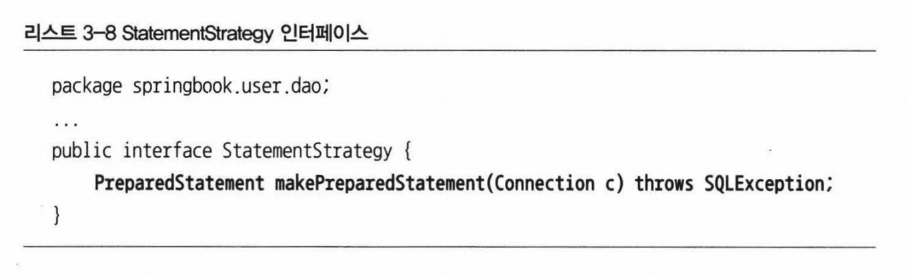 리스트 3-8 StatementStrategy 인터페이스
package springbook.user.dao;
...
public interface StatementStrategy {
PreparedStatement makePreparedStatement(Connection c) throws SQLException;
}